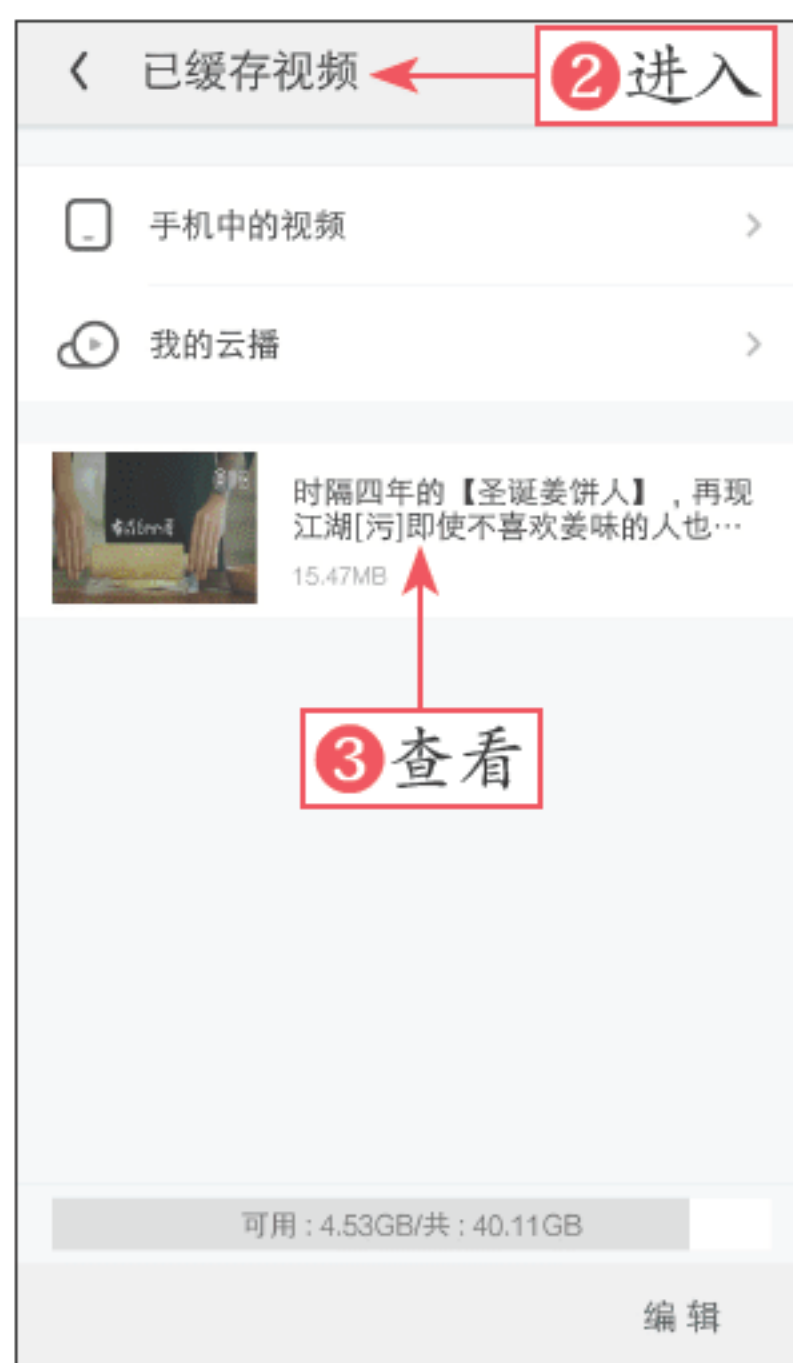 已缓存视频
❷进入
手机中的视频
我的云播
时隔四年的【圣诞姜饼人】，再现
江湖[污]即使不喜欢姜味的人也…
15.47MB
❸查看
可用：4.53GB/共：40.11GB
编辑